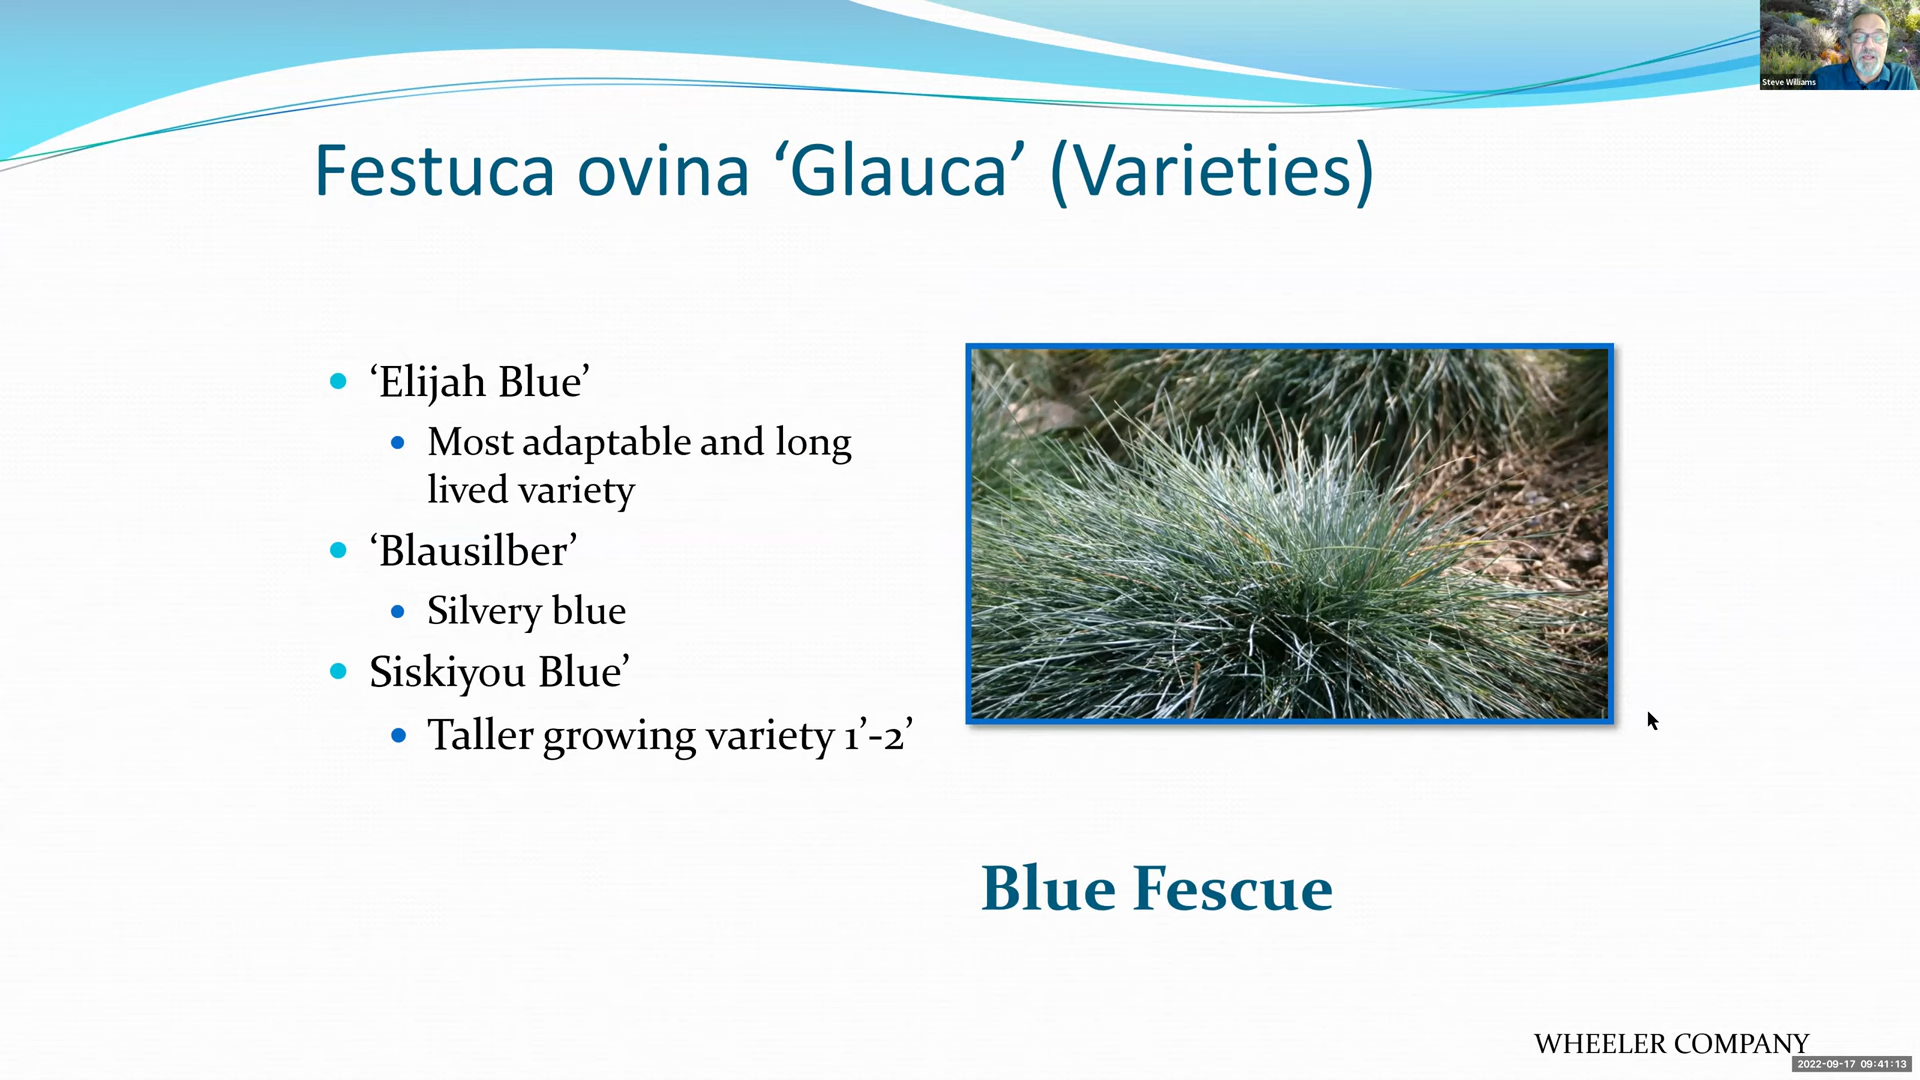 Steve Williams
Festuca ovina ‘Glauca’ (Varieties)
‘Elijah Blue’
Most adaptable and long
lived variety
‘Blausilber’
Silvery blue
Siskiyou Blue’
Taller growing variety 1’-2’
Blue Fescue
WHEELER COMPANY
2022-09-17 09:41:13